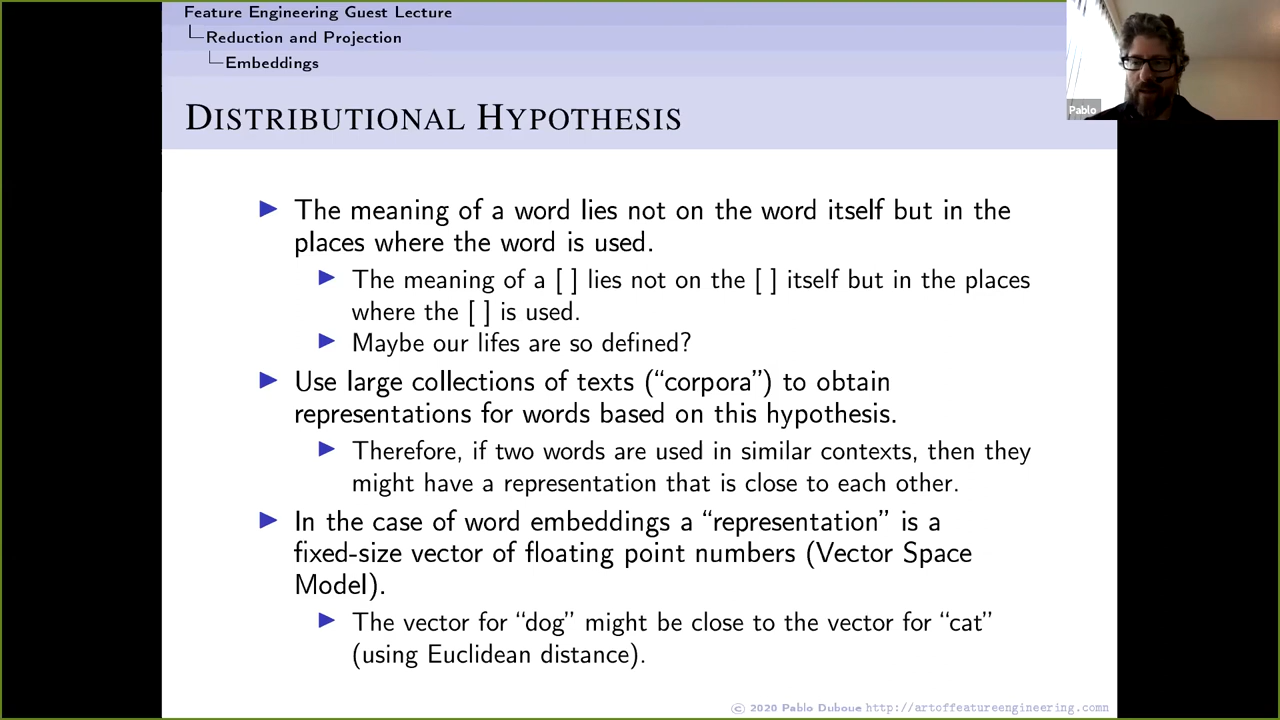 Feature Engineering Guest Lecture
Reduction and Projection
Embeddings
Pablo
DISTRIBUTIONAL HYPOTHESIS
The meaning of a word lies not on the word itself but in the
places where the word is used.
The meaning of a [ ] lies not on the [ ] itself but in the places
where the [ ] is used.
Maybe our lifes are so defined?
Use large collections of texts (“corpora”) to obtain
representations for words based on this hypothesis.
Therefore, if two words are used in similar contexts, then they
might have a representation that is close to each other.
In the case of word embeddings a “representation” is a
fixed-size vector of floating point numbers (Vector Space
Model).
The vector for “dog” might be close to the vector for “cat”
(using Euclidean distance).
© 2020 Pablo Duboue http://artoffeatureengineering.comn